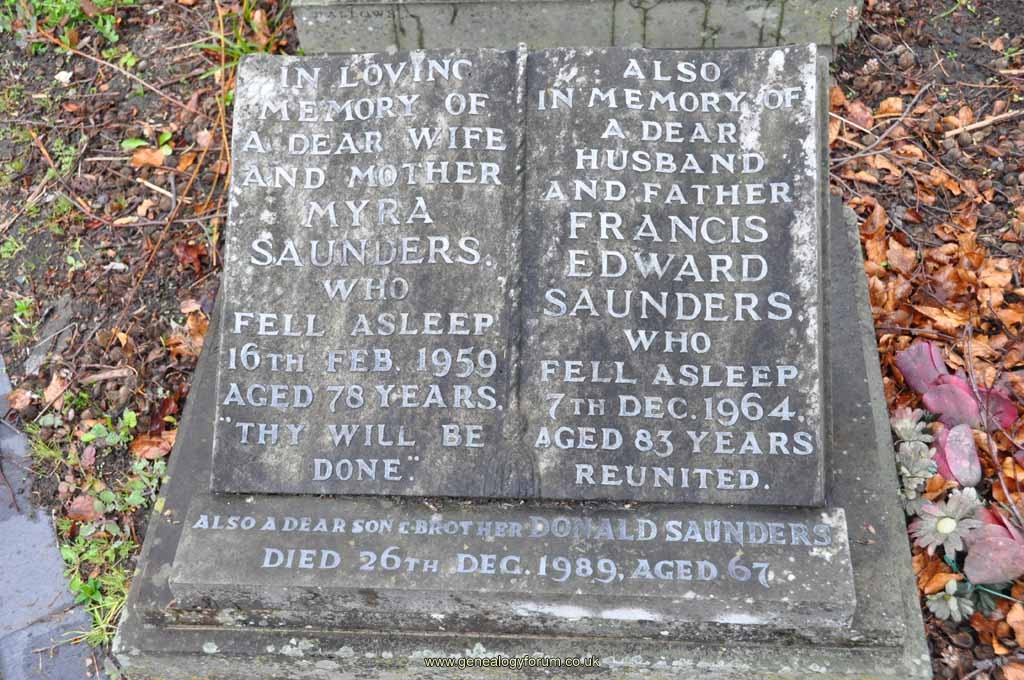 IN LOVING
MEMORY OF
A DEAR WIFE
AND MOTHER
MYRA
SAUNDERS,
WHO
FELL ASLEEP
16TH FEB. 1959
AGED 78 YEARS.
"THY WILL BE
DONE."
ALSO
IN MEMORY OF
A DEAR
HUSBAND
AND FATHER
FRANCIS
EDWARD
SAUNDERS
WHO
FELL ASLEEP
7TH DEC. 1964,
AGED 83 YEARS
REUNITED.
ALSO A DEAR SON & BROTHER DONALD SAUNDERS
DIED 26TH DEC. 1989, AGED 67
www.genealogyforum.co.uk